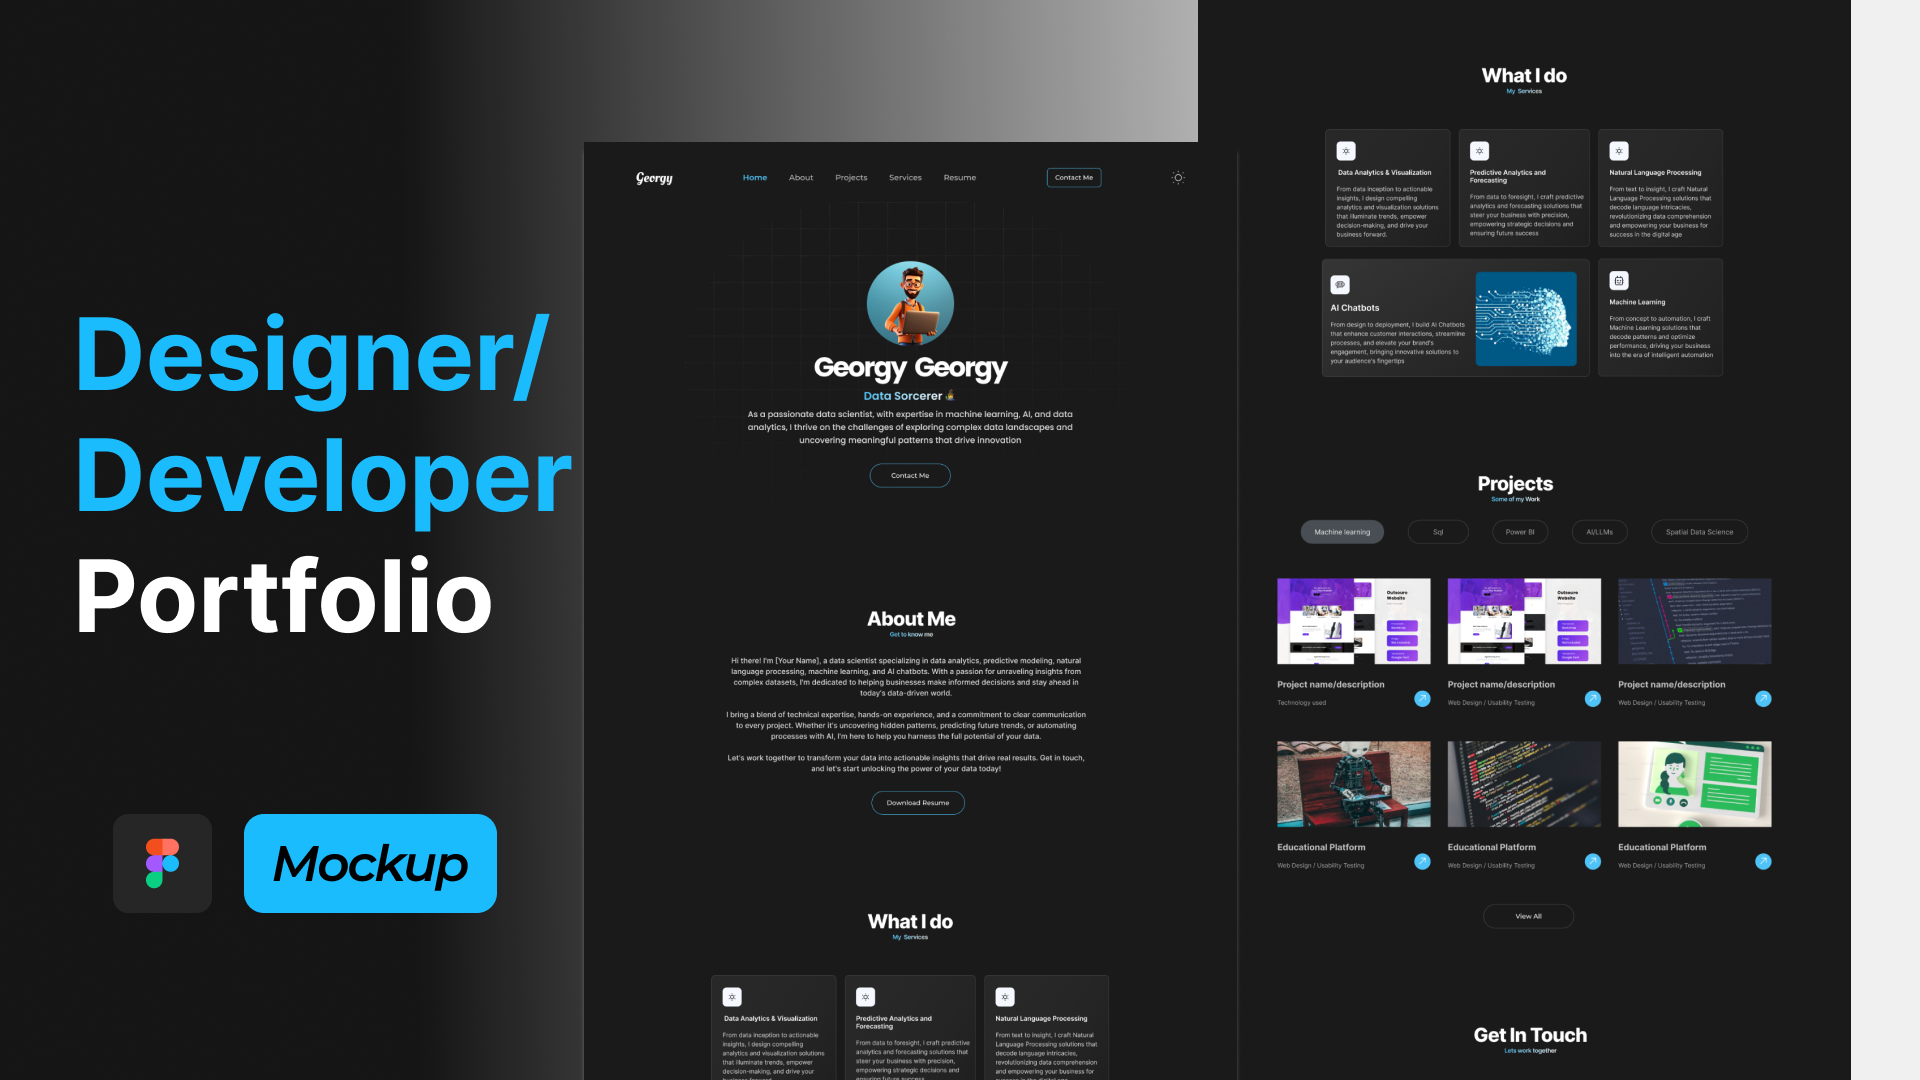 Designer/
Developer
Portfolio
Mockup
Georgy
Home
About
Projects
Services
Resume
Contact Me
Georgy Georgy
Data Sorcerer
As a passionate data scientist, with expertise in machine learning, AI, and data
analytics, I thrive on the challenges of exploring complex data landscapes and
uncovering meaningful patterns that drive innovation
Contact Me
About Me
Get to know me
Hi there! I'm [Your Name], a data scientist specializing in data analytics, predictive modeling, natural
language processing, machine learning, and AI chatbots. With a passion for unraveling insights from
complex datasets, I'm dedicated to helping businesses make informed decisions and stay ahead in
today's data-driven world.
I bring a blend of technical expertise, hands-on experience, and a commitment to clear communication
to every project. Whether it's uncovering hidden patterns, predicting future trends, or automating
processes with AI, I'm here to help you harness the full potential of your data.
Let's work together to transform your data into actionable insights that drive real results. Get in touch,
and let's start unlocking the power of your data today!
Download Resume
What I do
My Services
Data Analytics & Visualization
From data inception to actionable
insights, I design compelling
analytics and visualization solutions
that illuminate trends, empower
decision-making, and drive your
Predictive Analytics and
Forecasting
From data to foresight, I craft predictive
analytics and forecasting solutions that
steer your business with precision,
empowering strategic decisions and
ensuring future success
Natural Language Processing
From text to insight, I craft Natural
Language Processing solutions that
decode language intricacies,
revolutionizing data comprehension
and empowering your business for
What I do
My Services
Data Analytics & Visualization
From data inception to actionable
insights, I design compelling
analytics and visualization solutions
that illuminate trends, empower
decision-making, and drive your
business forward.
Predictive Analytics and
Forecasting
From data to foresight, I craft predictive
analytics and forecasting solutions that
steer your business with precision,
empowering strategic decisions and
ensuring future success
Natural Language Processing
From text to insight, I craft Natural
Language Processing solutions that
decode language intricacies,
revolutionizing data comprehension
and empowering your business for
success in the digital age
AI Chatbots
From design to deployment, I build AI Chatbots
that enhance customer interactions, streamline
processes, and elevate your brand's
engagement, bringing innovative solutions to
your audience's fingertips
Machine Learning
From concept to automation, I craft
Machine Learning solutions that
decode patterns and optimize
performance, driving your business
into the era of intelligent automation
Projects
Some of my Work
Machine learning
Sql
Power BI
AI/LLMs
Spatial Data Science
Outsoure
Website
Outsoure
Website
Project name/description
Technology used
Project name/description
Web Design / Usability Testing
Project name/description
Web Design / Usability Testing
Educational Platform
Web Design / Usability Testing
Educational Platform
Web Design / Usability Testing
Educational Platform
Web Design / Usability Testing
View All
Get In Touch
Lets work together